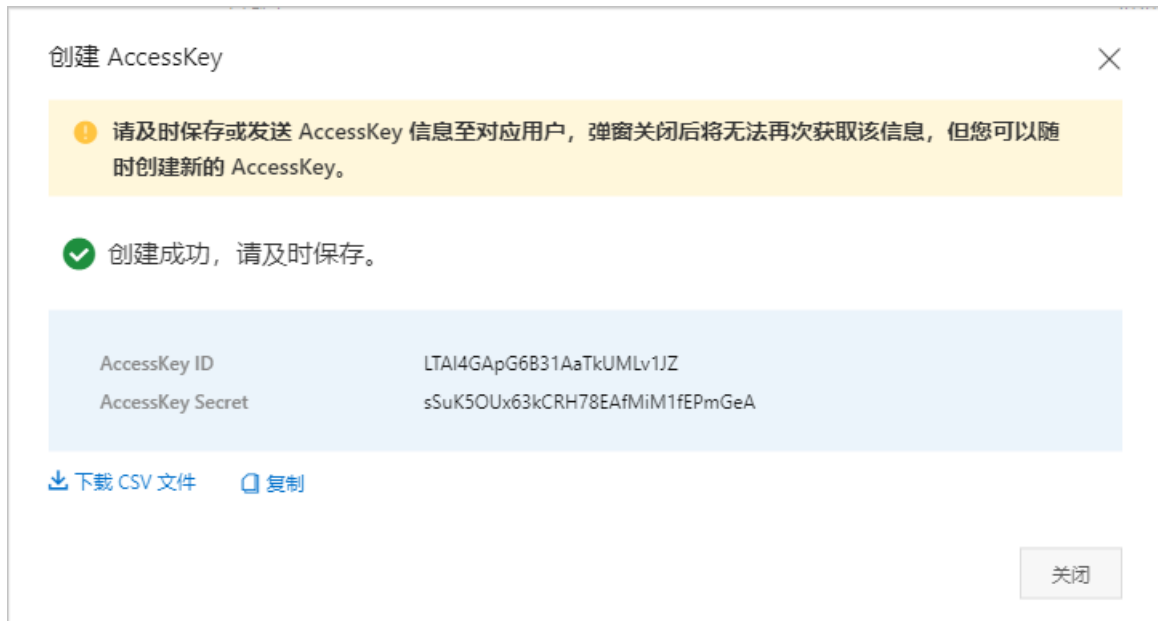 创建 AccessKey
请及时保存或发送 AccessKey 信息至对应用户，弹窗关闭后将无法再次获取该信息，但您可以随
时创建新的 AccessKey。
创建成功，请及时保存。
AccessKey ID LTAI4GApG6B31AaTkUMLv1JZ
AccessKey Secret sSuK5OUx63kCRH78EAfMiM1fEPmGeA
下载 CSV 文件 复制
关闭